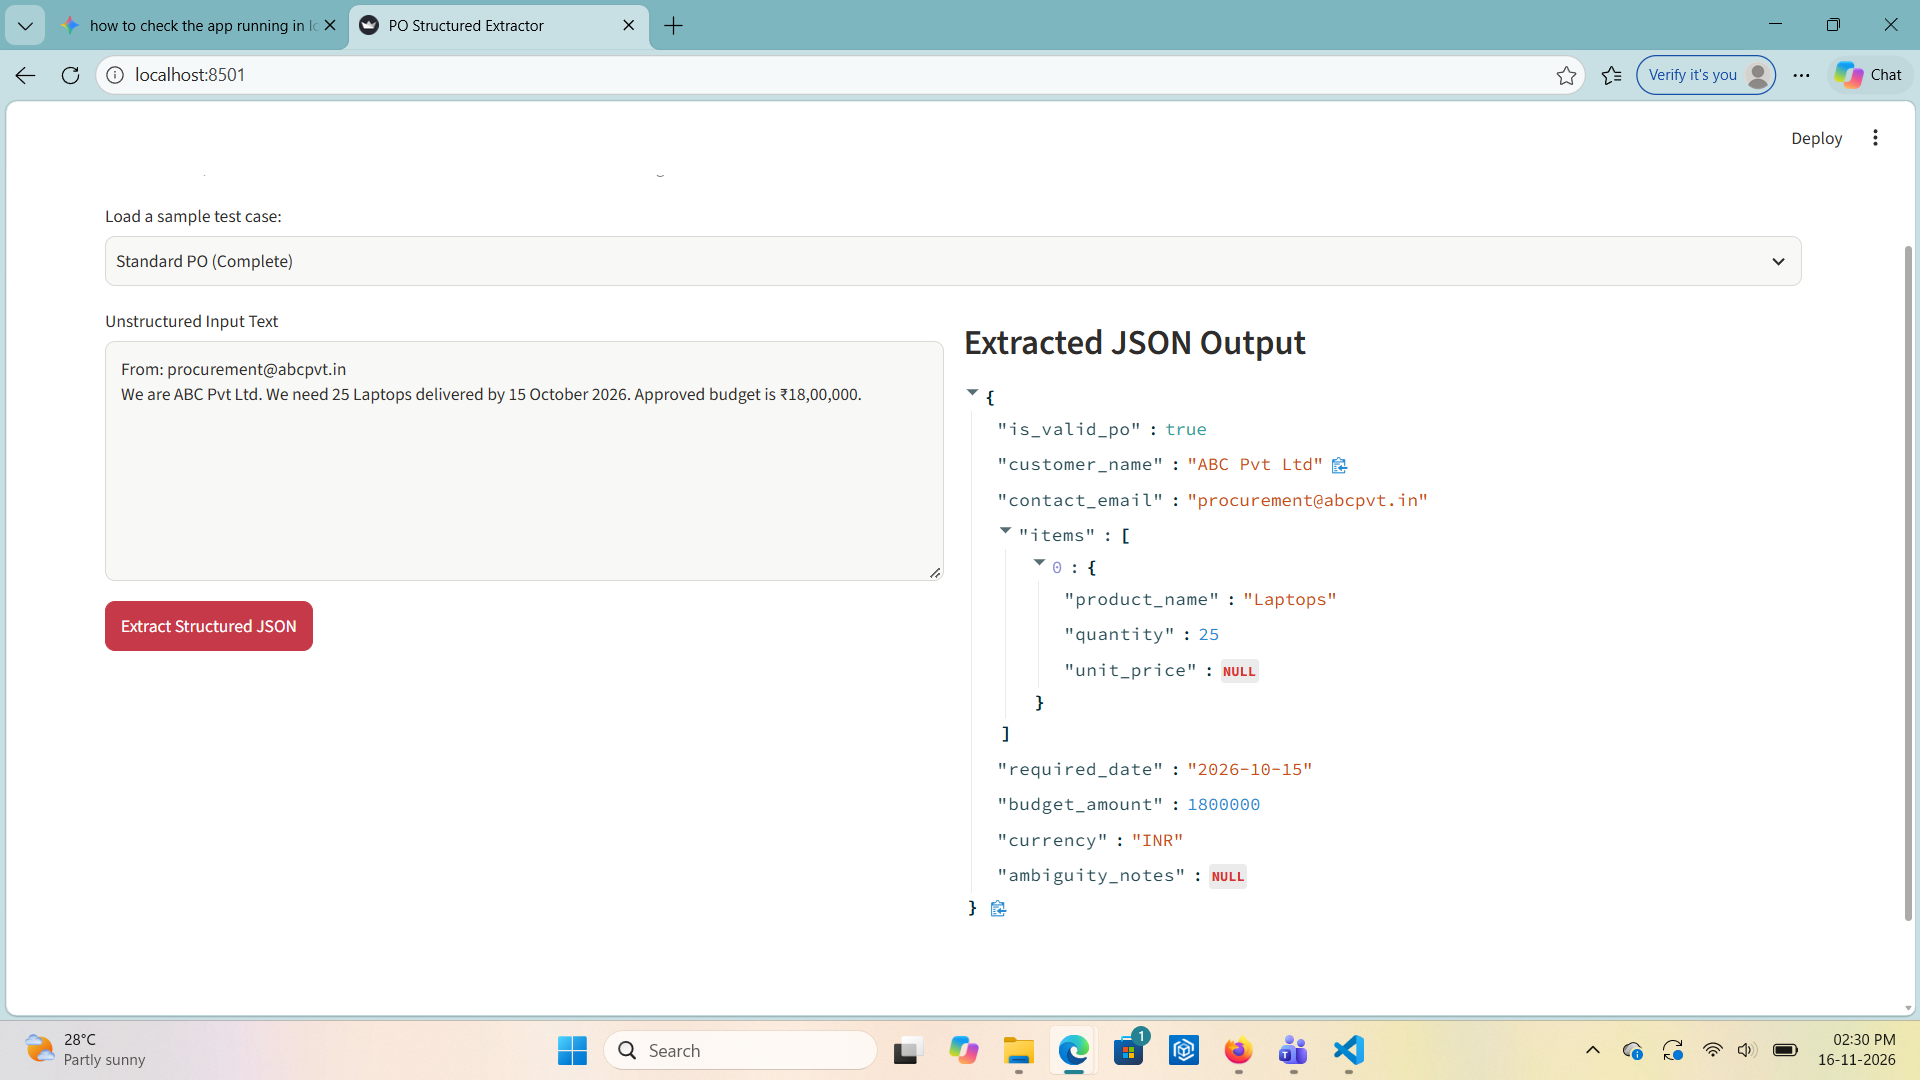 how to check the app running in lo
PO Structured Extractor
localhost:8501
Verify it's you
Chat
Deploy
Load a sample test case:
Standard PO (Complete)
Unstructured Input Text
From: procurement@abcpvt.in
We are ABC Pvt Ltd. We need 25 Laptops delivered by 15 October 2026. Approved budget is ₹18,00,000.
Extract Structured JSON
Extracted JSON Output
{
"is_valid_po" : true
"customer_name" : "ABC Pvt Ltd"
"contact_email" : "procurement@abcpvt.in"
"items" : [
0 : {
"product_name" : "Laptops"
"quantity" : 25
"unit_price" : NULL
}
]
"required_date" : "2026-10-15"
"budget_amount" : 1800000
"currency" : "INR"
"ambiguity_notes" : NULL
}
28°C
Partly sunny
Search
1
02:30 PM
16-11-2026